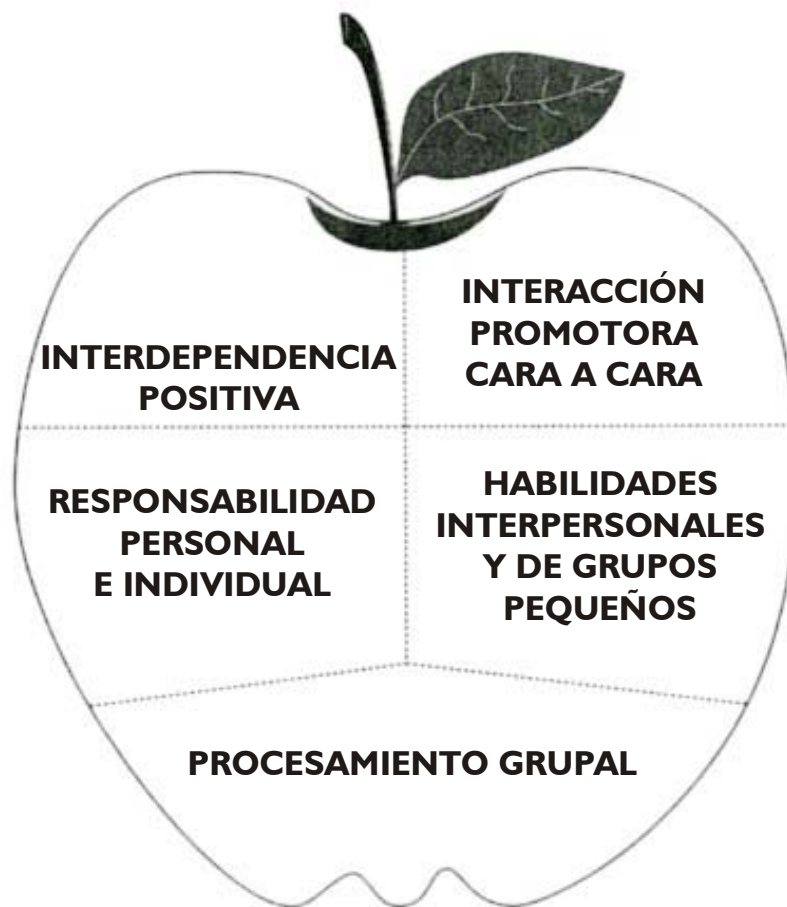 INTERDEPENDENCIA
POSITIVA
INTERACCIÓN
PROMOTORA
CARA A CARA
RESPONSABILIDAD
PERSONAL
E INDIVIDUAL
HABILIDADES
INTERPERSONALES
Y DE GRUPOS
PEQUEÑOS
PROCESAMIENTO GRUPAL